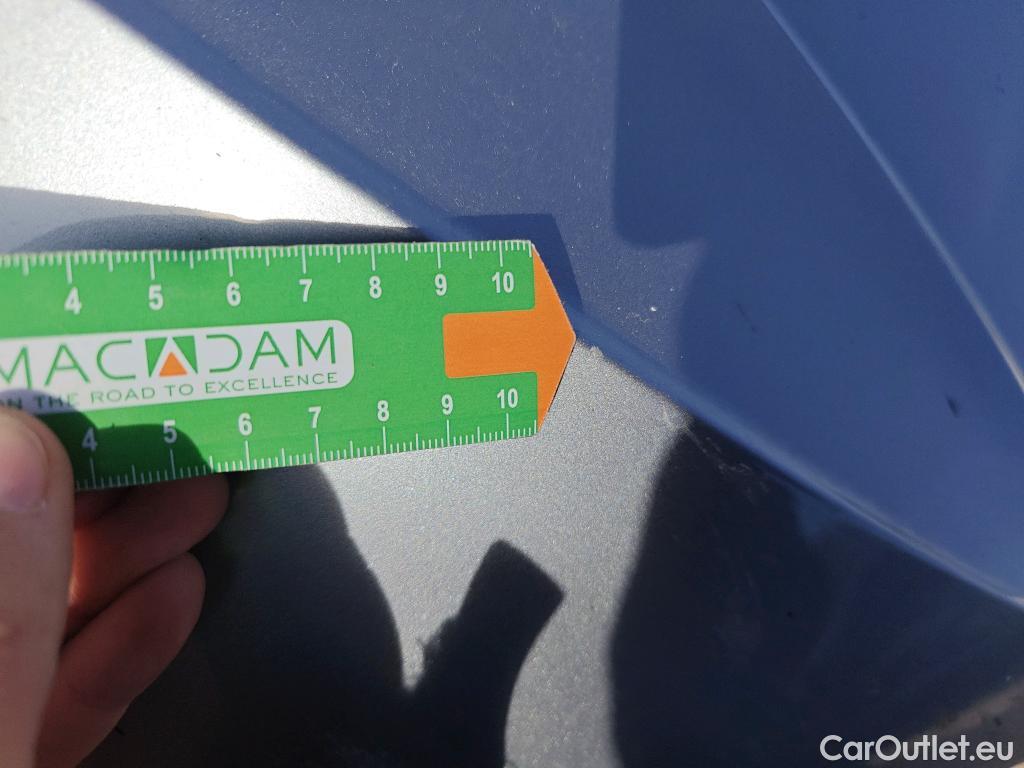 4 5 6 7 8 9 10
MACADAM
ON THE ROAD TO EXCELLENCE
4 5 6 7 8 9 10
CarOutlet.eu